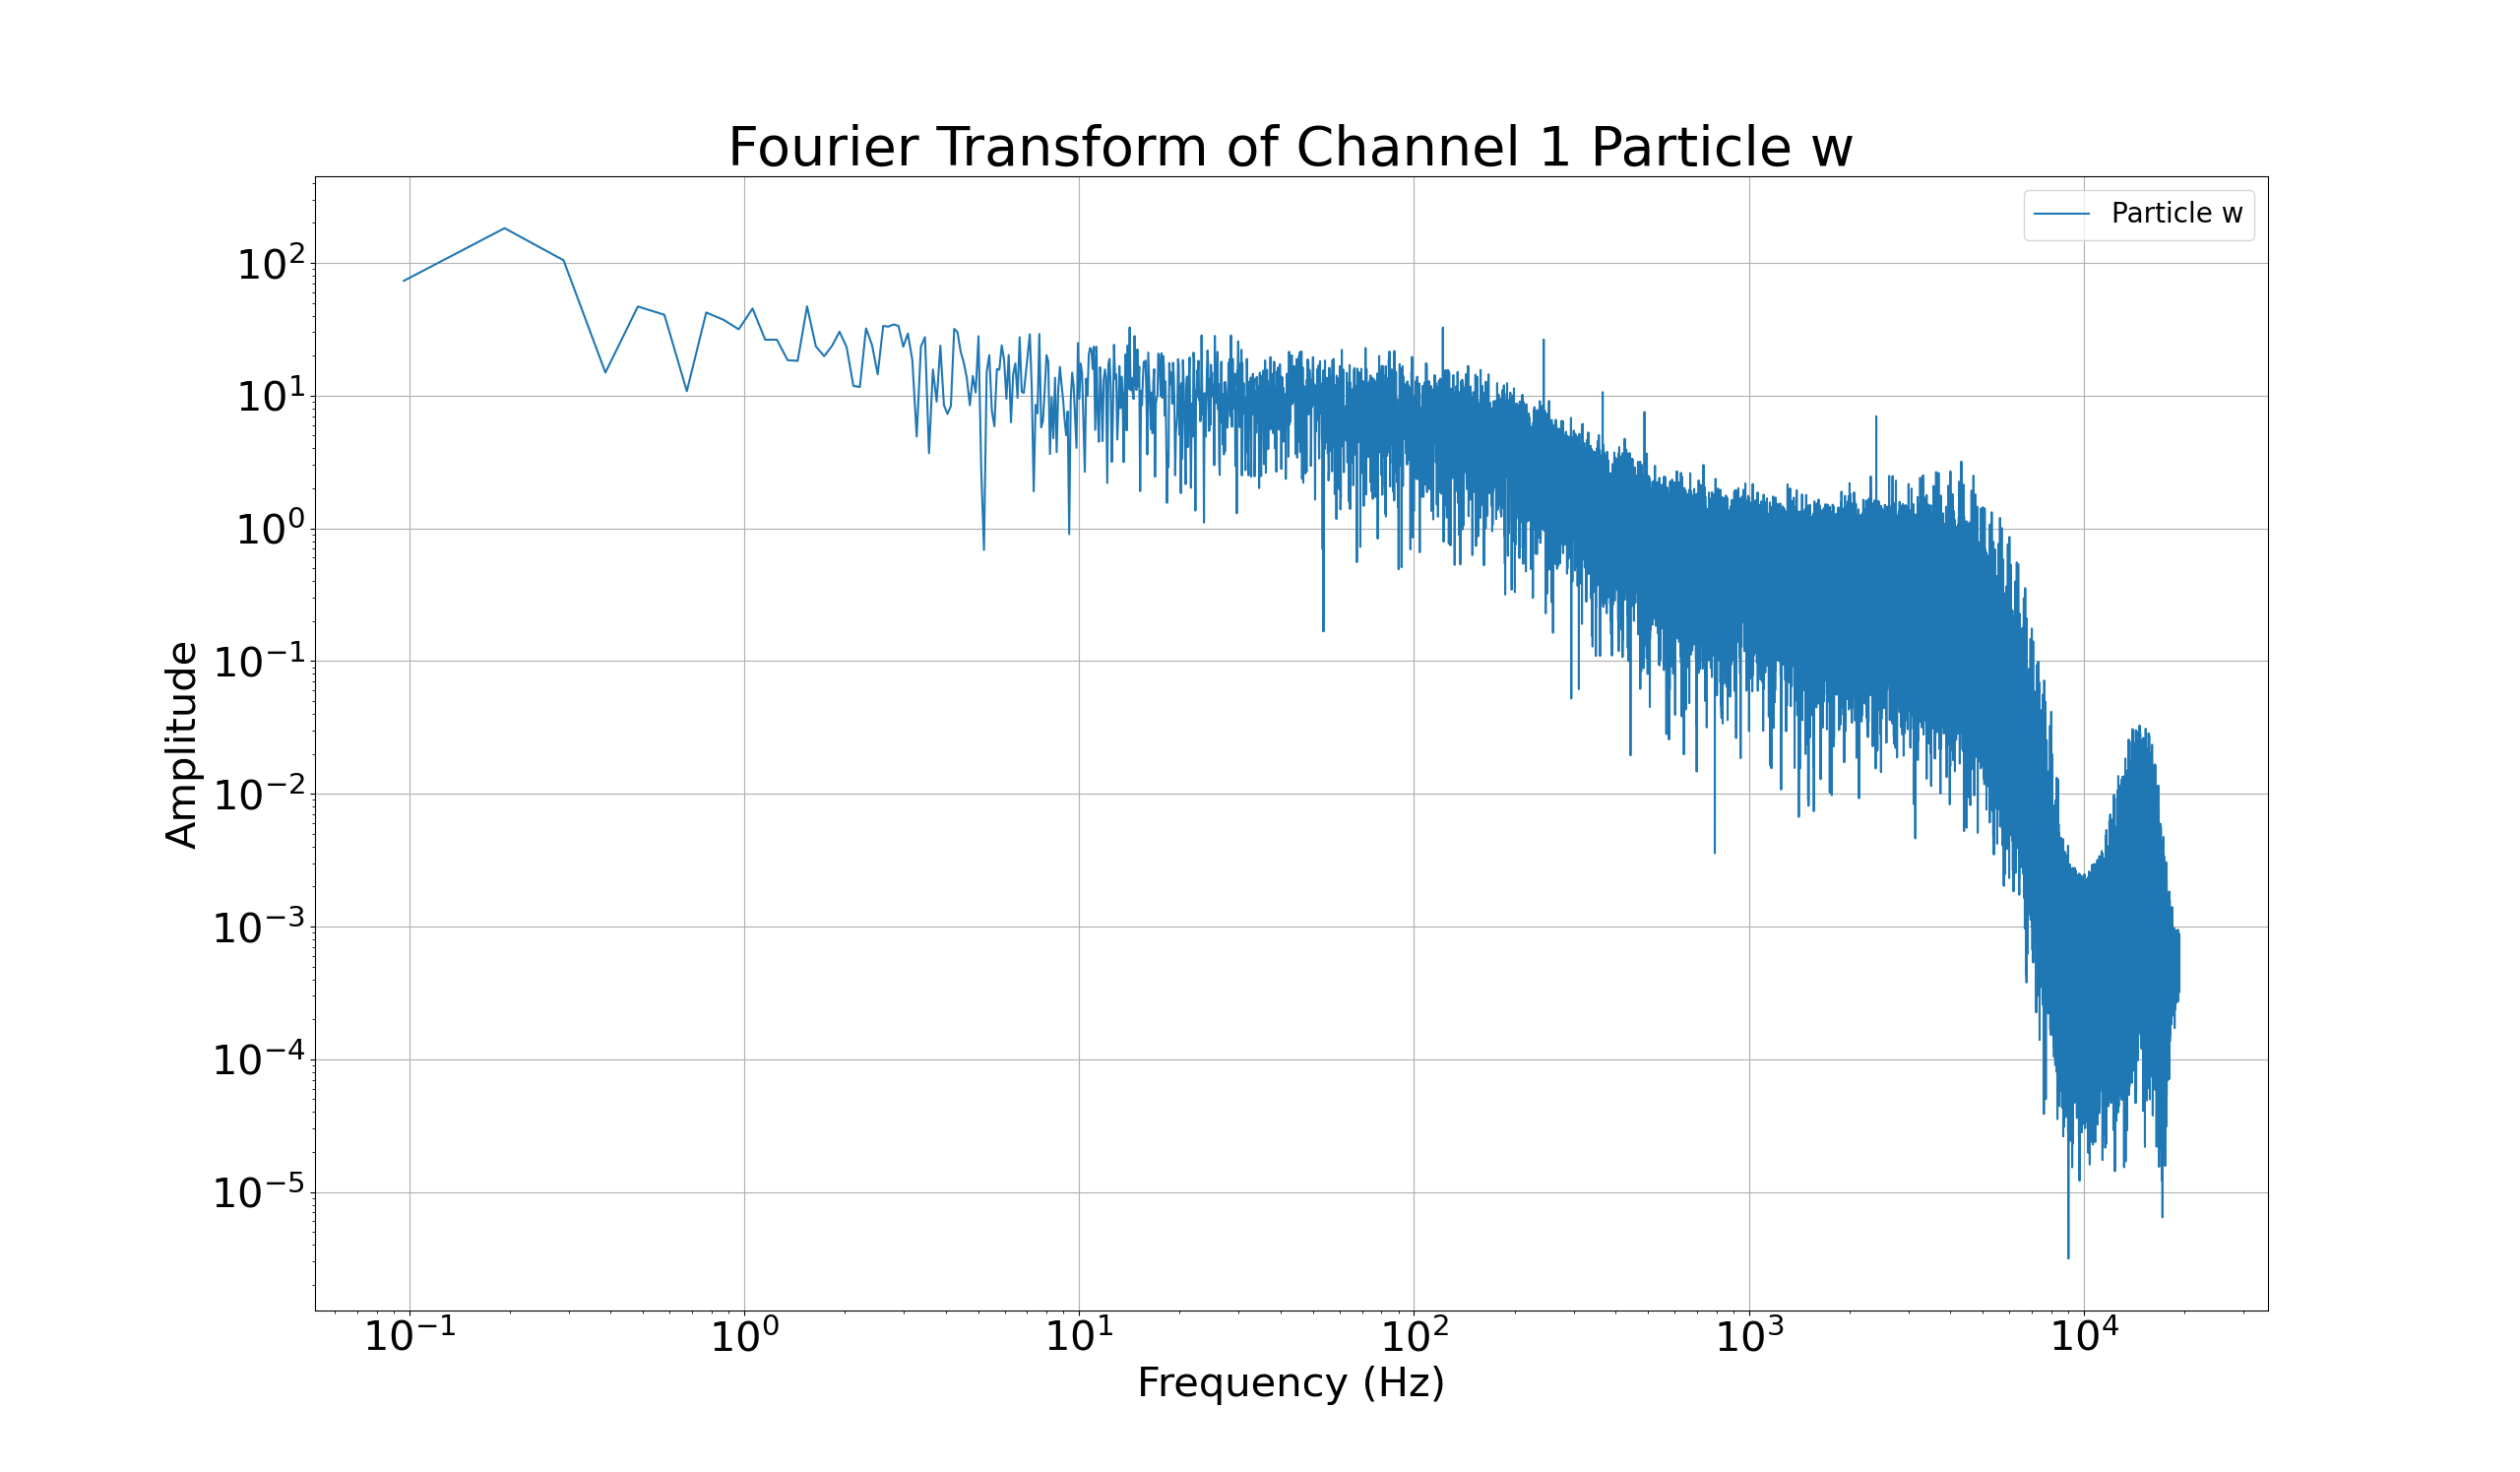 Fourier Transform of Channel 1 Particle w
Particle w
10²
10¹
10⁰
10⁻¹
10⁻²
10⁻³
10⁻⁴
10⁻⁵
Amplitude
10⁻¹ 10⁰ 10¹ 10² 10³ 10⁴
Frequency (Hz)